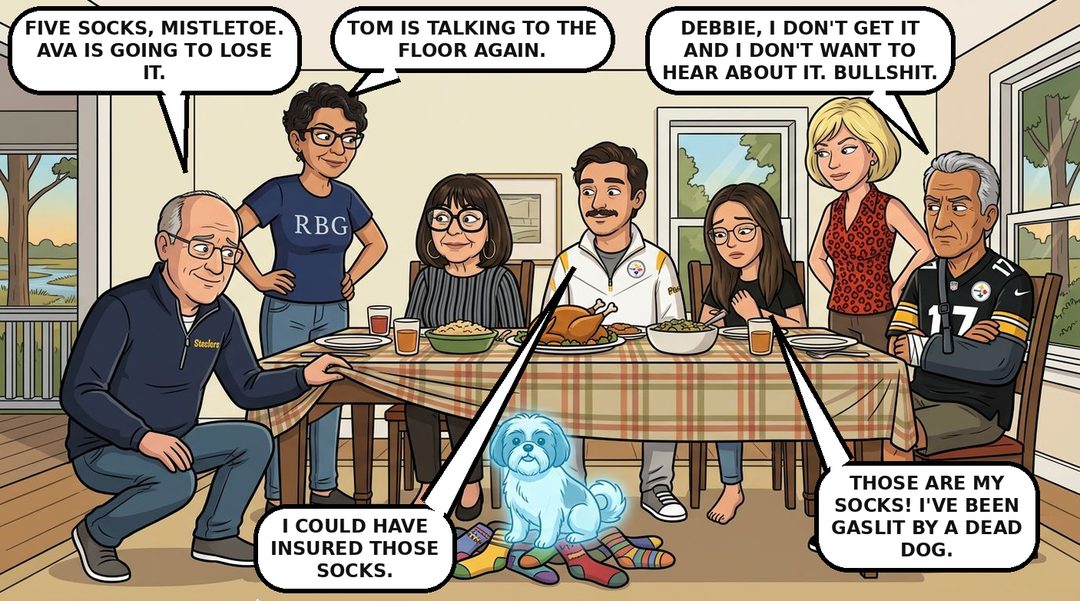 FIVE SOCKS, MISTLETOE.
AVA IS GOING TO LOSE
IT.
TOM IS TALKING TO THE
FLOOR AGAIN.
DEBBIE, I DON'T GET IT
AND I DON'T WANT TO
HEAR ABOUT IT. BULLSHIT.
RBG
Steelers
17
17
I COULD HAVE
INSURED THOSE
SOCKS.
THOSE ARE MY
SOCKS! I'VE BEEN
GASLIT BY A DEAD
DOG.